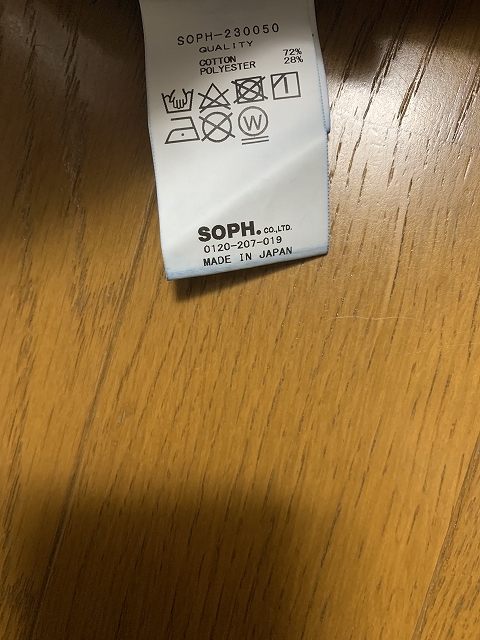 SOPH-230050
QUALITY
COTTON 72%
POLYESTER 28%
W
SOPH. CO.,LTD.
0120-207-019
MADE IN JAPAN